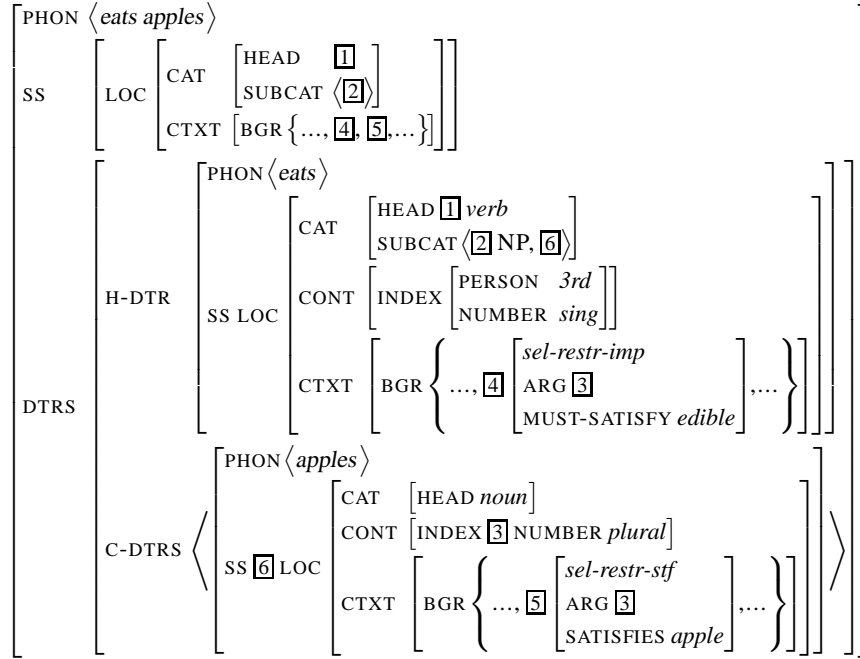 PHON ⟨eats apples⟩
SS LOC CAT HEAD 1
SUBCAT ⟨2⟩
CTXT [BGR {..., 4, 5,...}]
DTRS H-DTR PHON ⟨eats⟩
SS LOC CAT HEAD 1 verb
SUBCAT ⟨2 NP, 6⟩
CONT INDEX PERSON 3rd
NUMBER sing
CTXT BGR {..., 4 sel-restr-imp
ARG 3
MUST-SATISFY edible ,...}
C-DTRS ⟨ PHON ⟨apples⟩
SS 6 LOC CAT [HEAD noun]
CONT [INDEX 3 NUMBER plural]
CTXT BGR {..., 5 sel-restr-stf
ARG 3
SATISFIES apple ,...} ⟩